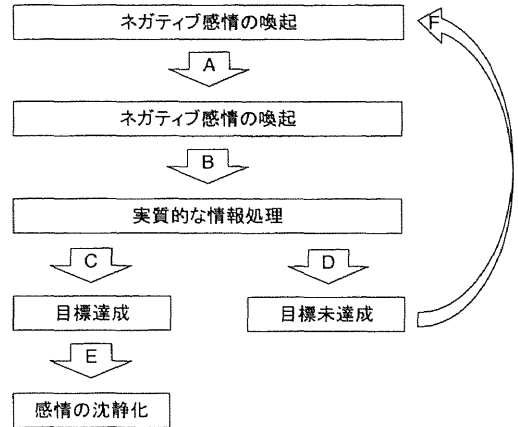 ネガティブ感情の喚起
F
A
ネガティブ感情の喚起
B
実質的な情報処理
C
D
目標達成
目標未達成
E
感情の沈静化